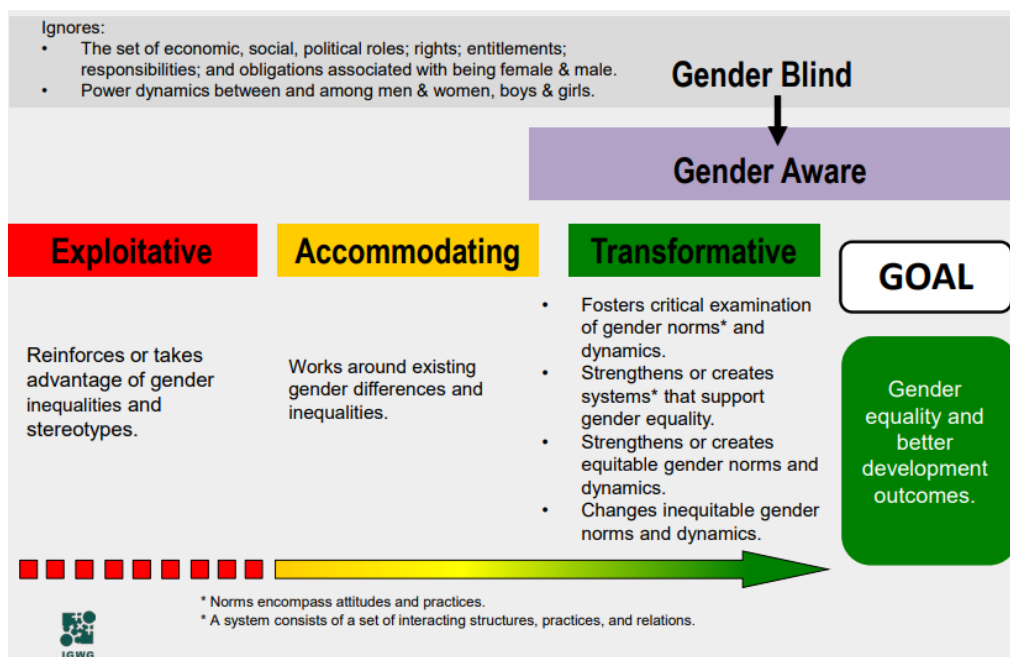 Ignores:
• The set of economic, social, political roles; rights; entitlements;
responsibilities; and obligations associated with being female & male.
• Power dynamics between and among men & women, boys & girls.
Gender Blind
Gender Aware
Exploitative
Reinforces or takes
advantage of gender
inequalities and
stereotypes.
Accommodating
Works around existing
gender differences and
inequalities.
Transformative
• Fosters critical examination
of gender norms* and
dynamics.
• Strengthens or creates
systems* that support
gender equality.
• Strengthens or creates
equitable gender norms and
dynamics.
• Changes inequitable gender
norms and dynamics.
GOAL
Gender
equality and
better
development
outcomes.
* Norms encompass attitudes and practices.
* A system consists of a set of interacting structures, practices, and relations.
IGWG